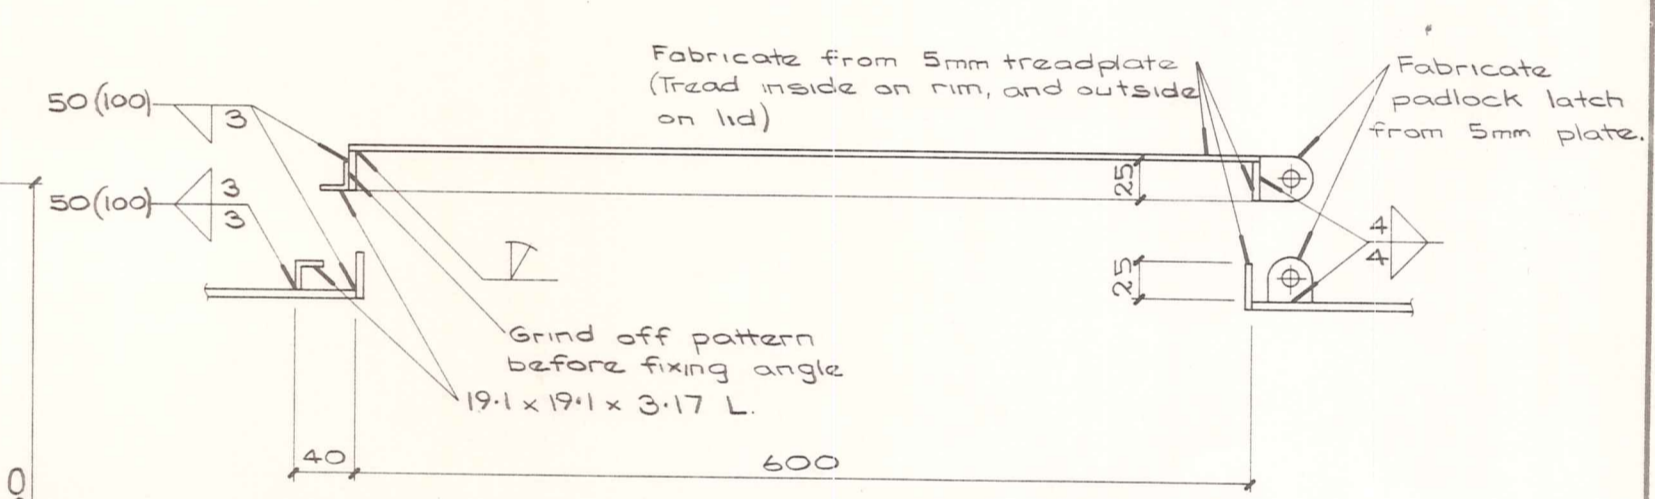 Fabricate from 5mm treadplate
(Tread inside on rim, and outside
on lid)
Fabricate
padlock latch
from 5mm plate.
50(100)
3
50(100)
3
3
25
4
4
25
Grind off pattern
before fixing angle
19.1 x 19.1 x 3.17 L.
40
600
0